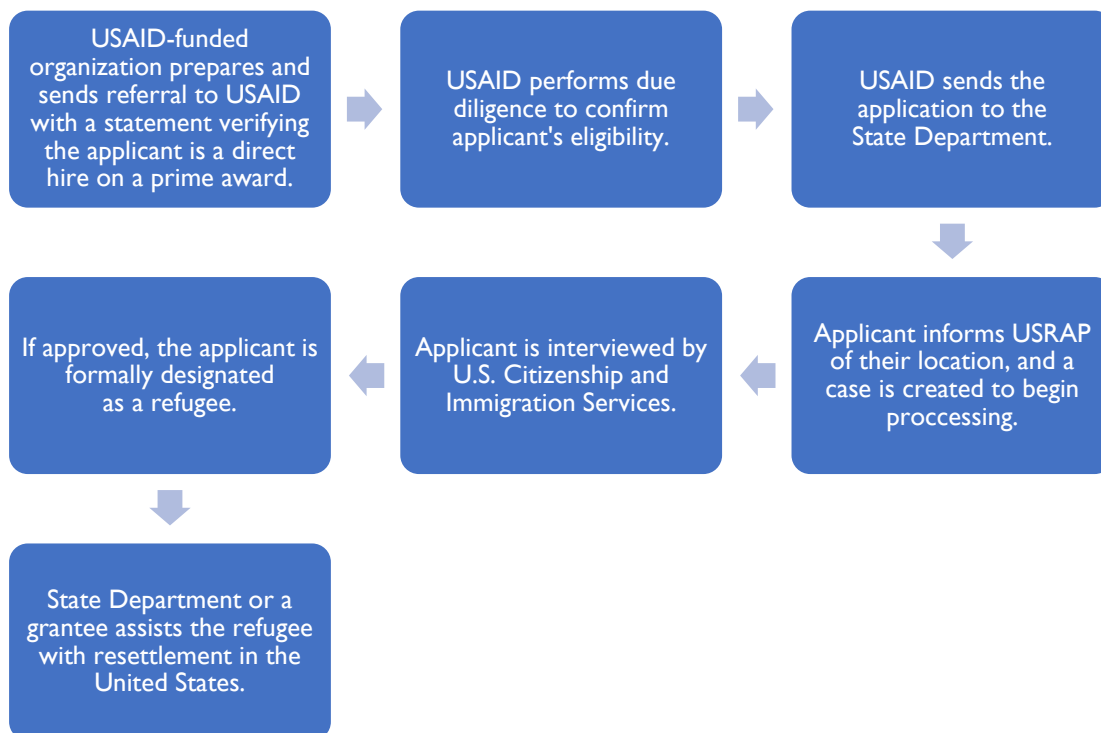 USAID-funded
organization prepares and
sends referral to USAID
with a statement verifying
the applicant is a direct
hire on a prime award.
USAID performs due
diligence to confirm
applicant's eligibility.
USAID sends the
application to the
State Department.
Applicant informs USRAP
of their location, and a
case is created to begin
proccessing.
Applicant is interviewed by
U.S. Citizenship and
Immigration Services.
If approved, the applicant is
formally designated
as a refugee.
State Department or a
grantee assists the refugee
with resettlement in the
United States.